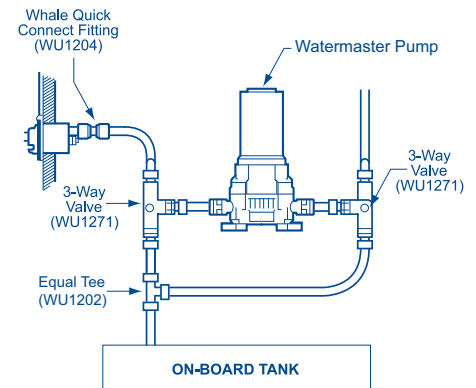 Whale Quick
Connect Fitting
(WU1204)
Watermaster Pump
3-Way
Valve
(WU1271)
3-Way
Valve
(WU1271)
Equal Tee
(WU1202)
ON-BOARD TANK